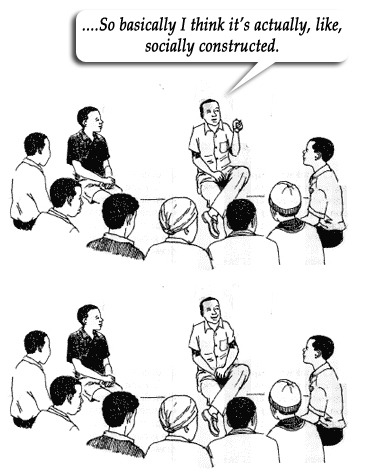 ....So basically I think it's actually, like,
socially constructed.